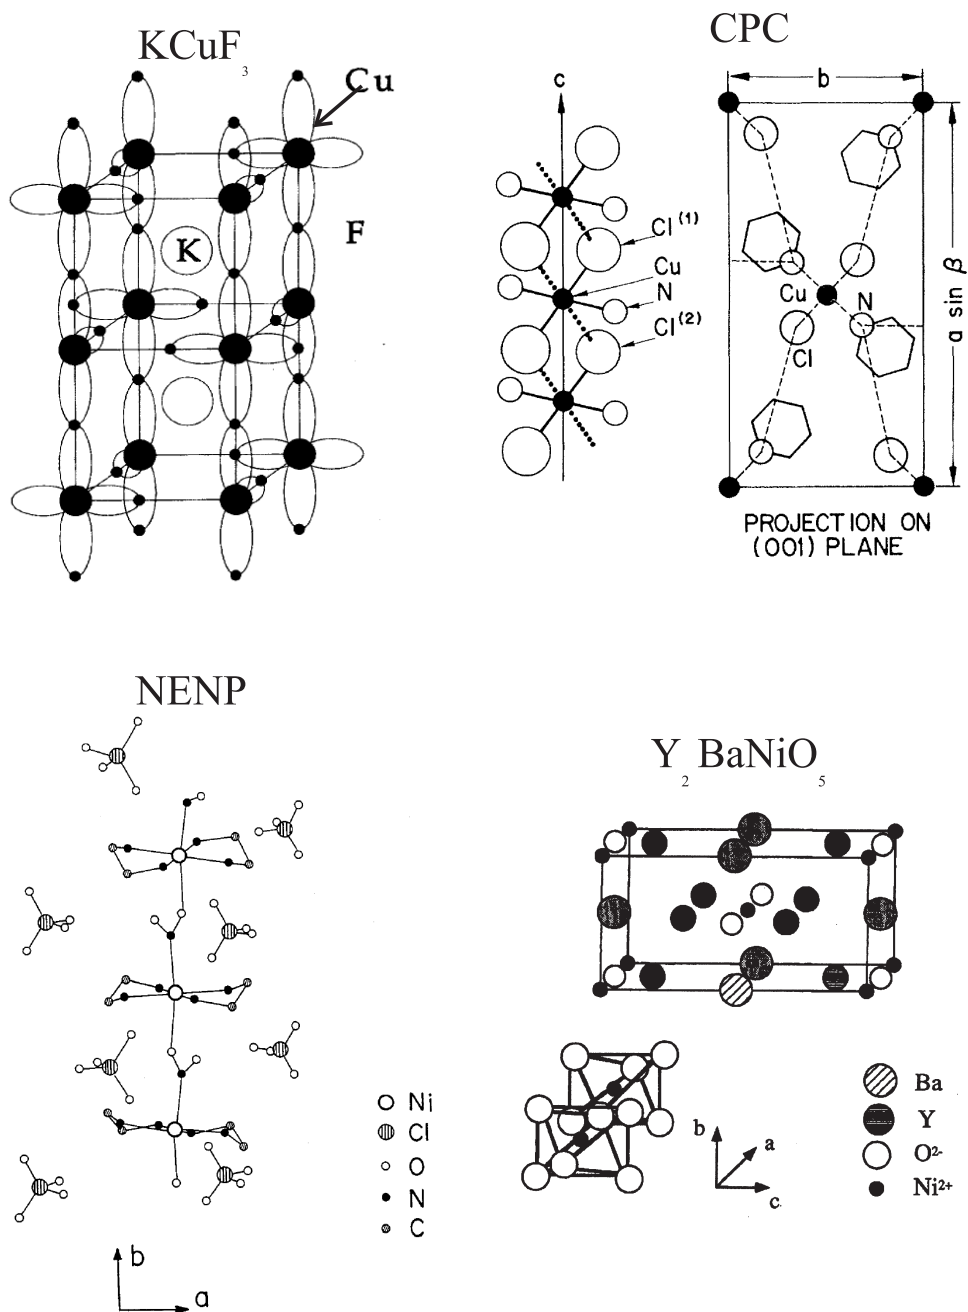 KCuF₃
Cu
K
F
CPC
c
Cl⁽¹⁾
Cu
N
Cl⁽²⁾
b
Cu
N
Cl
a sin β
PROJECTION ON
(001) PLANE
NENP
Ni
Cl
O
N
C
b
a
Y₂BaNiO₅
Ba
Y
O²⁻
Ni²⁺
b
a
c